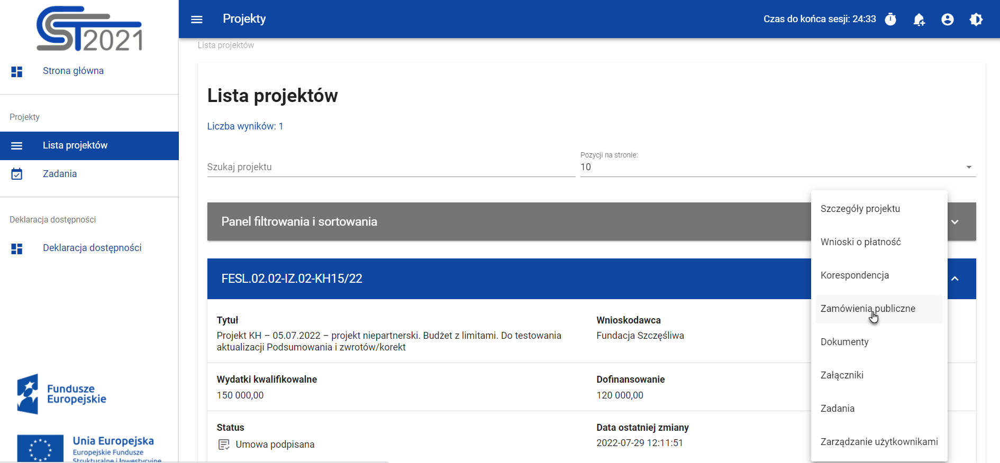 CST2021
Strona główna
Projekty
Lista projektów
Zadania
Deklaracja dostępności
Deklaracja dostępności
Fundusze
Europejskie
Unia Europejska
Europejskie Fundusze
Strukturalne i Inwestycyjne
Projekty
Czas do końca sesji: 24:33
Lista projektów
Lista projektów
Liczba wyników: 1
Szukaj projektu
Pozycji na stronie:
10
Panel filtrowania i sortowania
FESL.02.02-IZ.02-KH15/22
Tytuł
Projekt KH – 05.07.2022 – projekt niepartnerski. Budżet z limitami. Do testowania
aktualizacji Podsumowania i zwrotów/korekt
Wnioskodawca
Fundacja Szczęśliwa
Wydatki kwalifikowalne
150 000,00
Dofinansowanie
120 000,00
Status
Umowa podpisana
Data ostatniej zmiany
2022-07-29 12:11:51
Szczegóły projektu
Wnioski o płatność
Korespondencja
Zamówienia publiczne
Dokumenty
Załączniki
Zadania
Zarządzanie użytkownikami